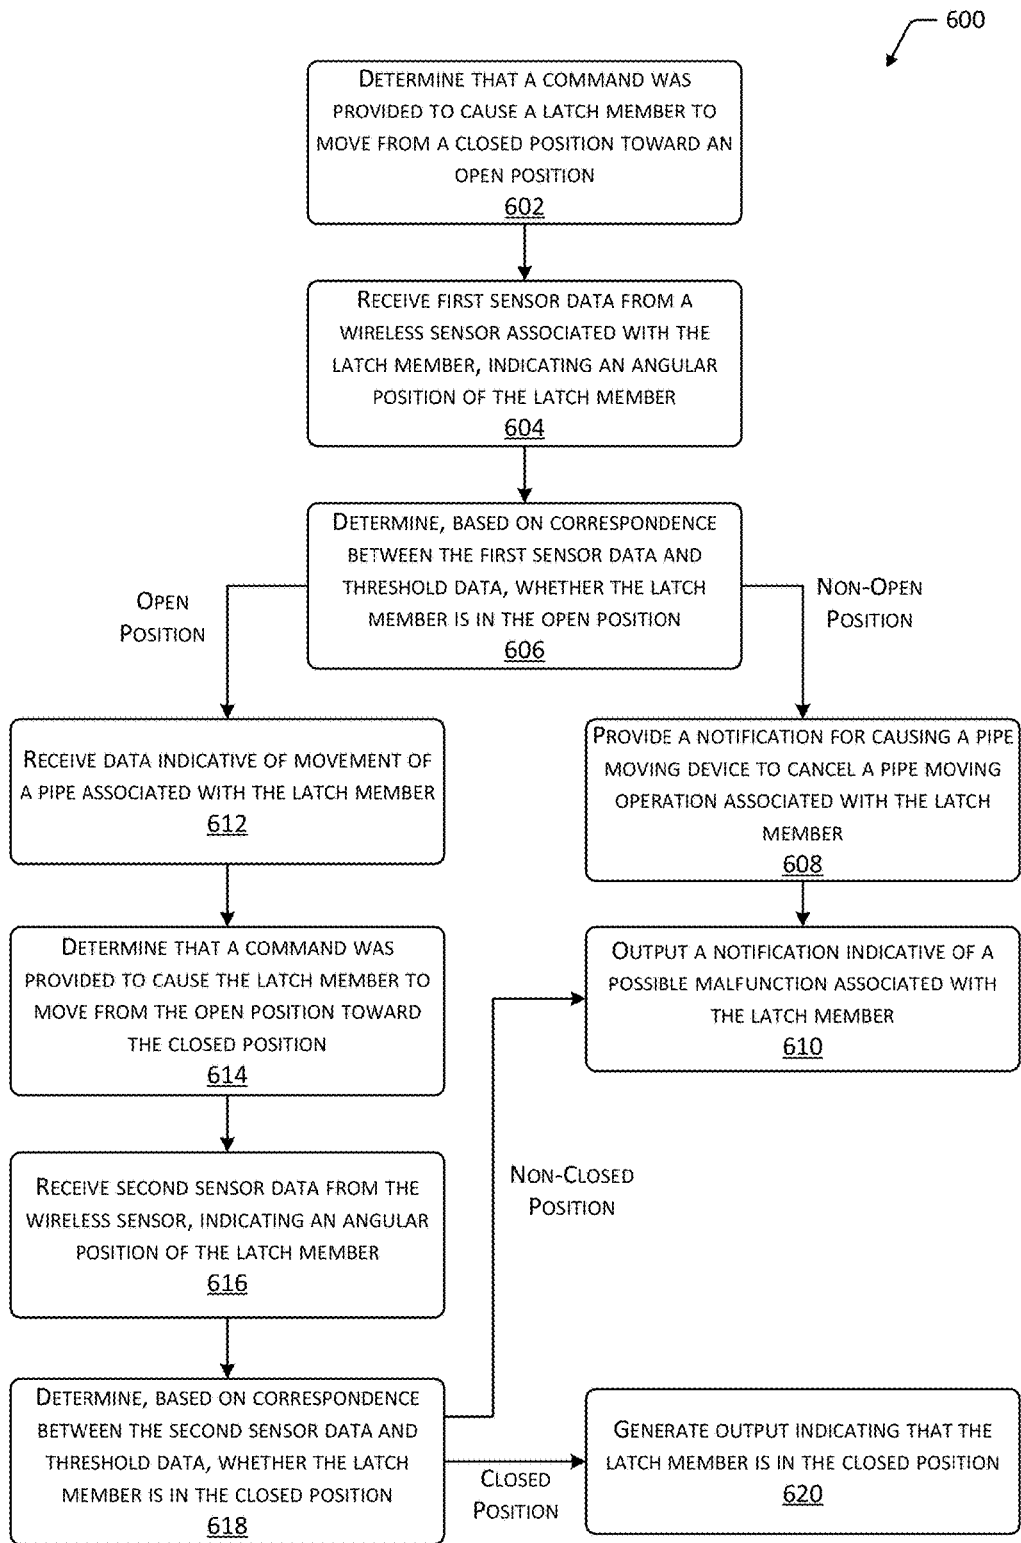 600
DETERMINE THAT A COMMAND WAS
PROVIDED TO CAUSE A LATCH MEMBER TO
MOVE FROM A CLOSED POSITION TOWARD AN
OPEN POSITION
602
RECEIVE FIRST SENSOR DATA FROM A
WIRELESS SENSOR ASSOCIATED WITH THE
LATCH MEMBER, INDICATING AN ANGULAR
POSITION OF THE LATCH MEMBER
604
DETERMINE, BASED ON CORRESPONDENCE
BETWEEN THE FIRST SENSOR DATA AND
THRESHOLD DATA, WHETHER THE LATCH
MEMBER IS IN THE OPEN POSITION
606
OPEN
POSITION
NON-OPEN
POSITION
RECEIVE DATA INDICATIVE OF MOVEMENT OF
A PIPE ASSOCIATED WITH THE LATCH MEMBER
612
PROVIDE A NOTIFICATION FOR CAUSING A PIPE
MOVING DEVICE TO CANCEL A PIPE MOVING
OPERATION ASSOCIATED WITH THE LATCH
MEMBER
608
DETERMINE THAT A COMMAND WAS
PROVIDED TO CAUSE THE LATCH MEMBER TO
MOVE FROM THE OPEN POSITION TOWARD
THE CLOSED POSITION
614
OUTPUT A NOTIFICATION INDICATIVE OF A
POSSIBLE MALFUNCTION ASSOCIATED WITH
THE LATCH MEMBER
610
RECEIVE SECOND SENSOR DATA FROM THE
WIRELESS SENSOR, INDICATING AN ANGULAR
POSITION OF THE LATCH MEMBER
616
NON-CLOSED
POSITION
DETERMINE, BASED ON CORRESPONDENCE
BETWEEN THE SECOND SENSOR DATA AND
THRESHOLD DATA, WHETHER THE LATCH
MEMBER IS IN THE CLOSED POSITION
618
CLOSED
POSITION
GENERATE OUTPUT INDICATING THAT THE
LATCH MEMBER IS IN THE CLOSED POSITION
620